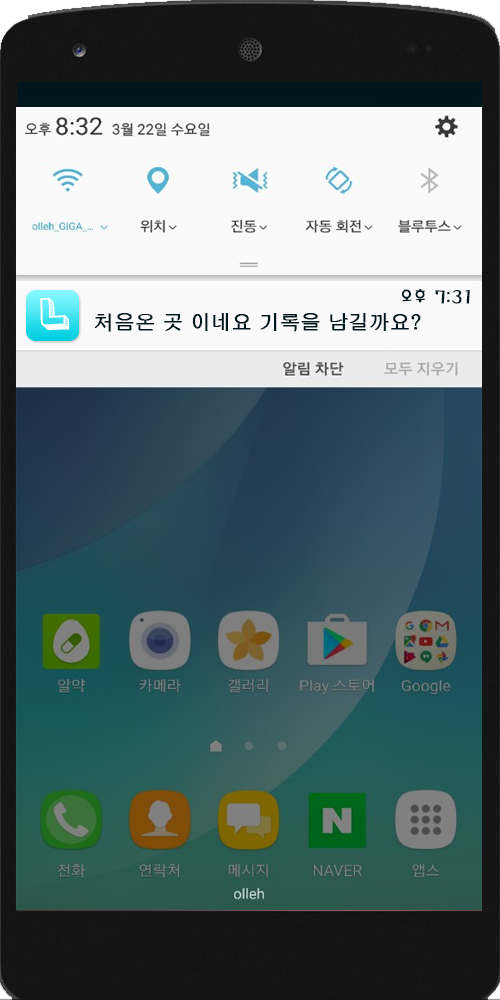 오후 8:32 3월 22일 수요일
olleh_GiGA_... 위치 진동 자동 회전 블루투스
오후 7:31
처음온 곳 이네요 기록을 남길까요?
알림 차단 모두 지우기
알약 카메라 갤러리 Play 스토어 Google
N
전화 연락처 메시지 NAVER 앱스
olleh